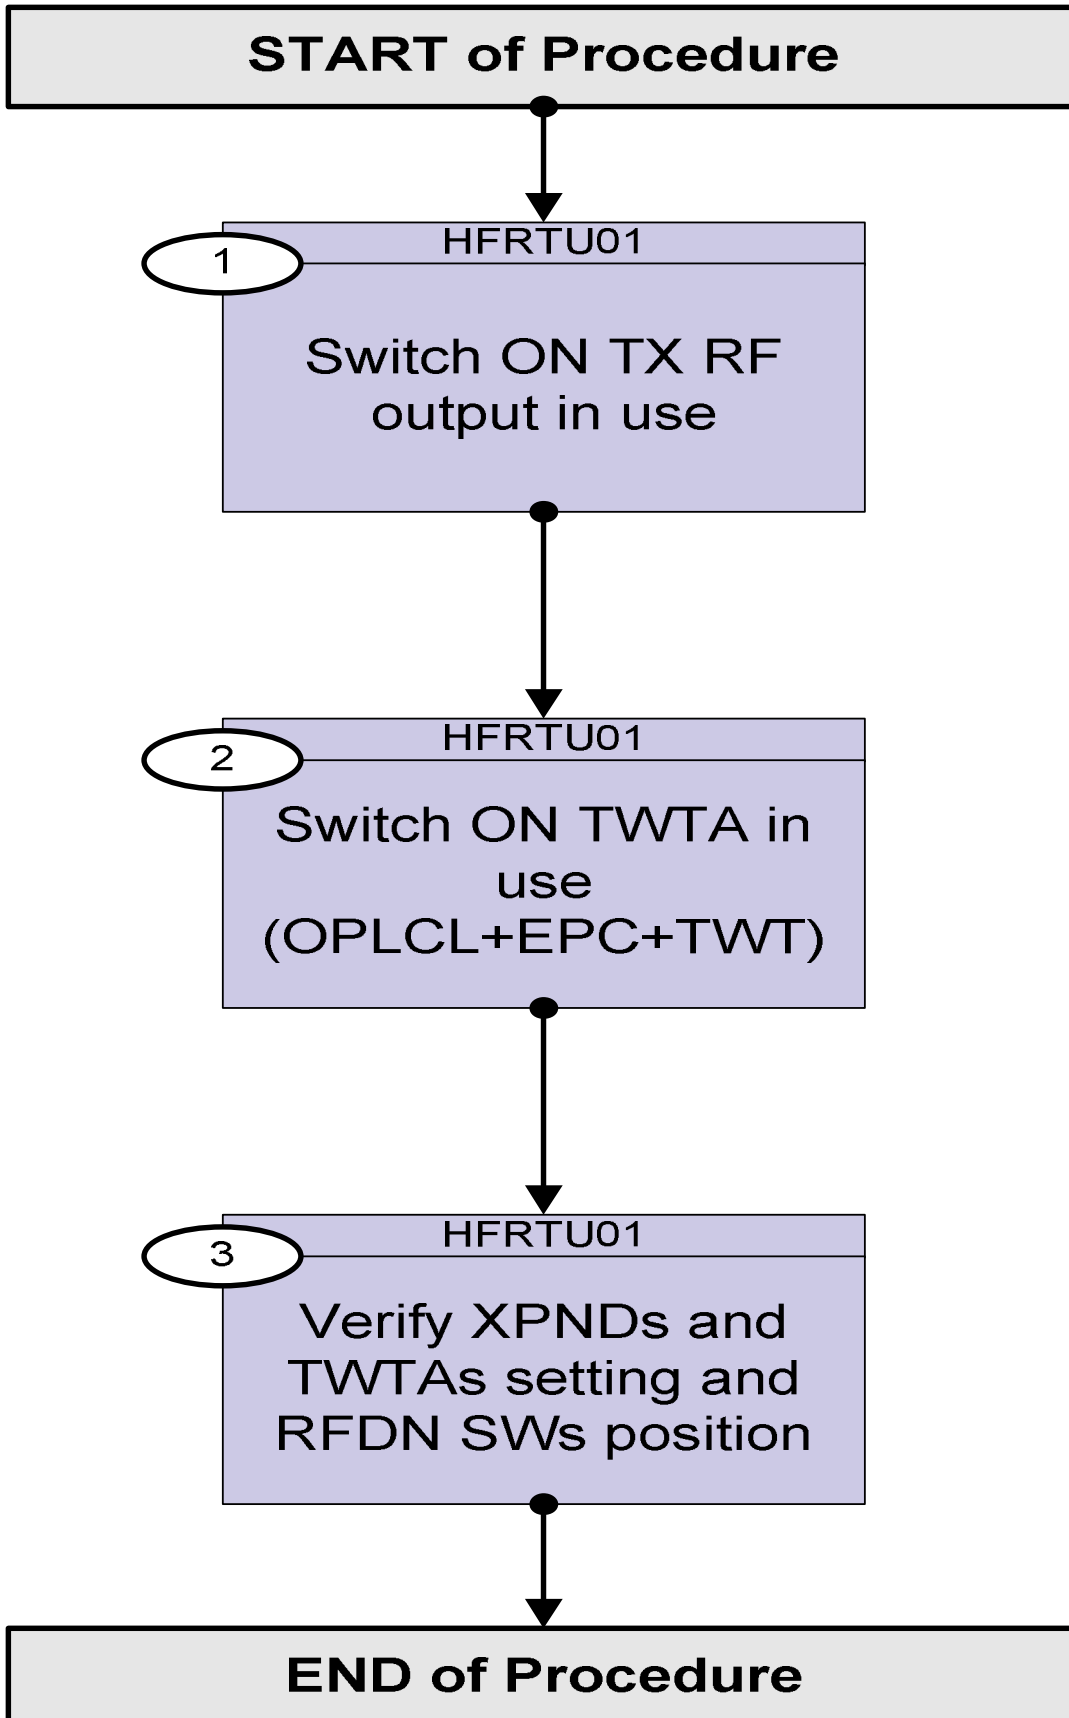 START of Procedure
HFRTU01
1
Switch ON TX RF
output in use
HFRTU01
2
Switch ON TWTA in
use
(OPLCL+EPC+TWT)
HFRTU01
3
Verify XPNDs and
TWTAs setting and
RFDN SWs position
END of Procedure